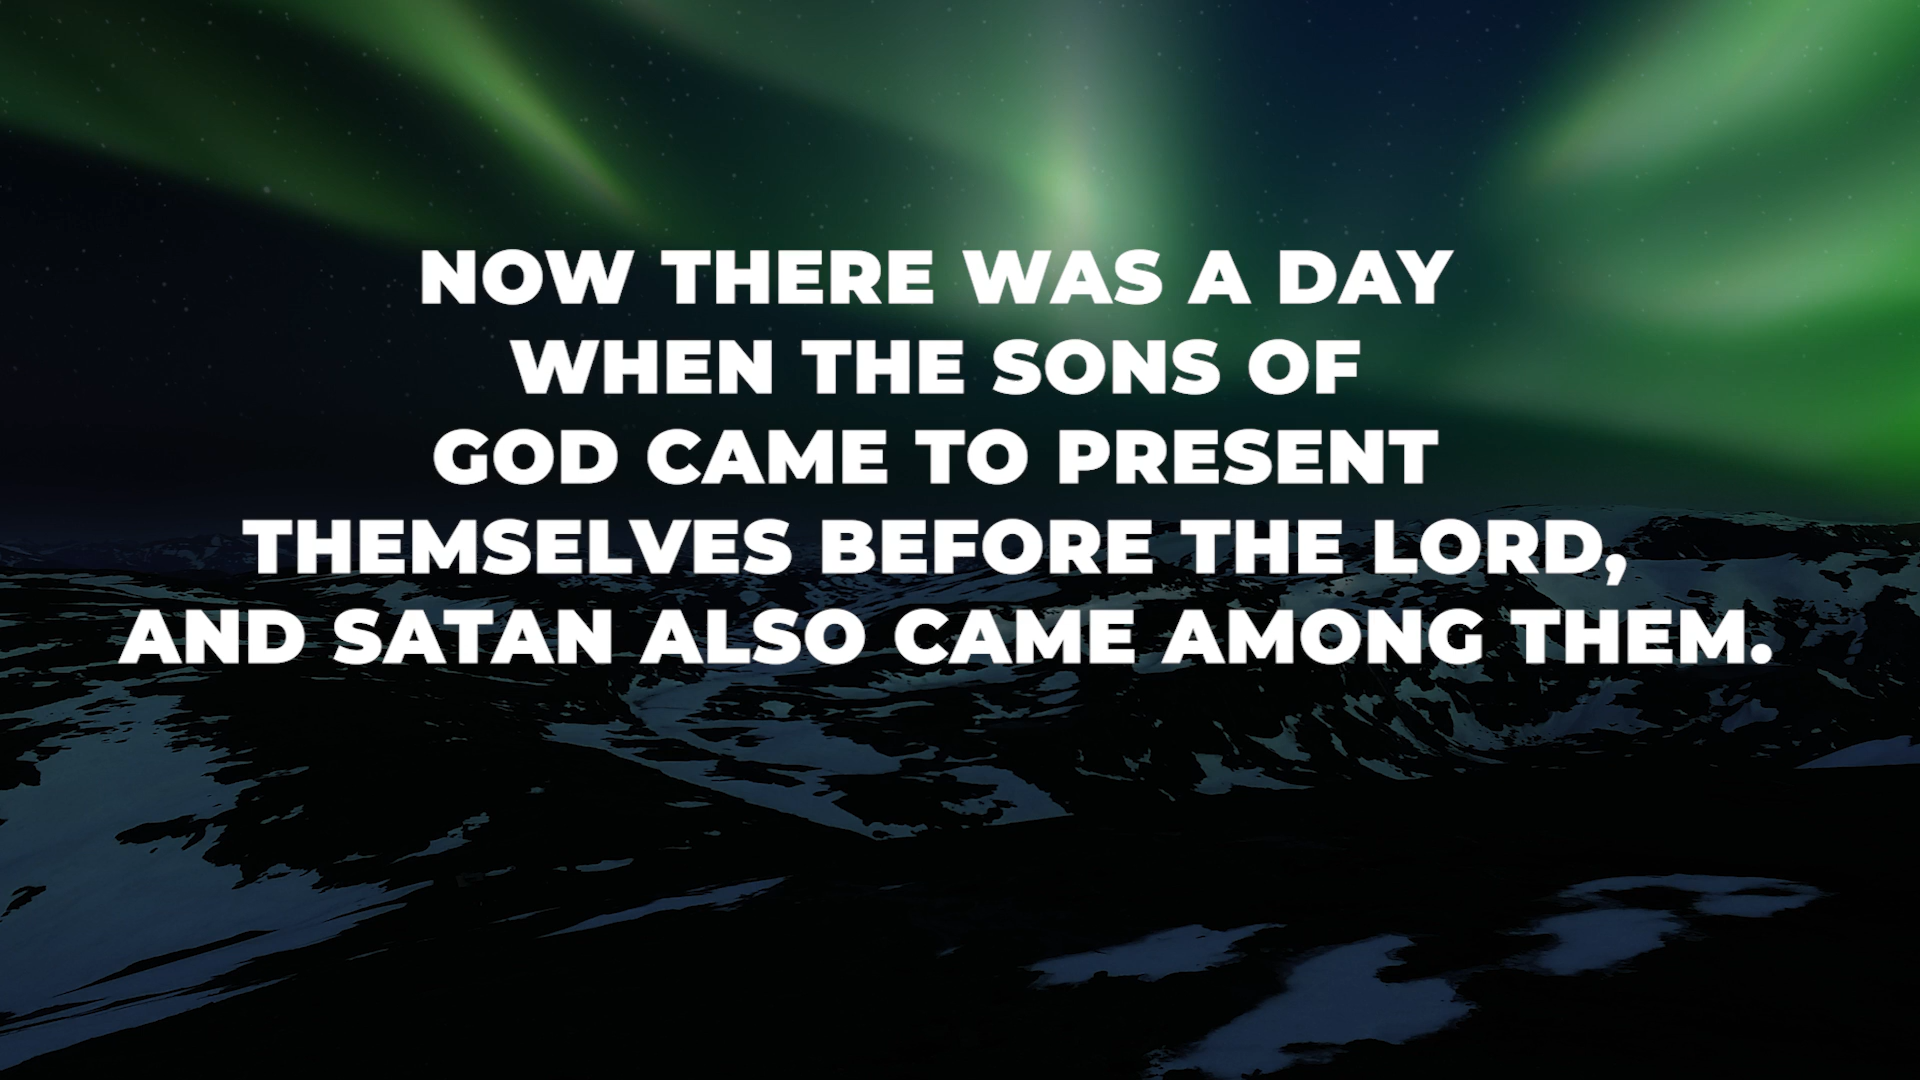 NOW THERE WAS A DAY
WHEN THE SONS OF
GOD CAME TO PRESENT
THEMSELVES BEFORE THE LORD,
AND SATAN ALSO CAME AMONG THEM.